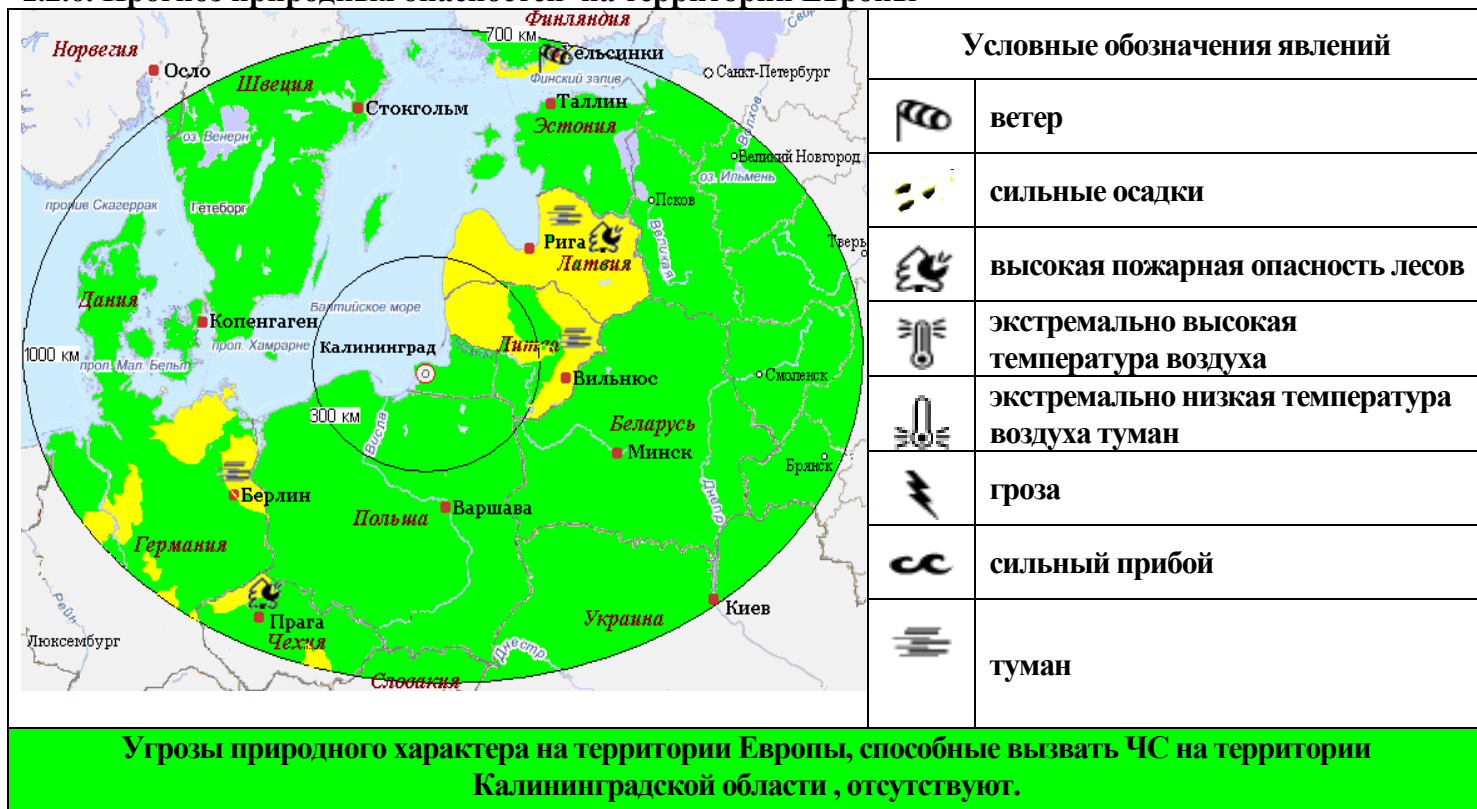 Финляндия
700 км
Норвегия
Хельсинки
Осло
Санкт-Петербург
Швеция
Финский залив
Стокгольм
Таллин
Эстония
Волхов
оз. Венерн
Великий Новгород
оз. Ильмень
пролив Скагеррак
Гётеборг
Псков
Великая
Рига
Тверь
Латвия
Дания
Балтийское море
Копенгаген
1000 км
прол. Мал. Бельт
прол. Хамрарне
Калининград
Литва
Вильнюс
Смоленск
300 км
Висла
Беларусь
Минск
Брянск
Берлин
Варшава
Днепр
Польша
Германия
Рейн
Прага
Киев
Украина
Люксембург
Чехия
Днестр
Словакия
Условные обозначения явлений
ветер
сильные осадки
высокая пожарная опасность лесов
экстремально высокая
температура воздуха
экстремально низкая температура
воздуха туман
гроза
сильный прибой
туман
Угрозы природного характера на территории Европы, способные вызвать ЧС на территории
Калининградской области , отсутствуют.